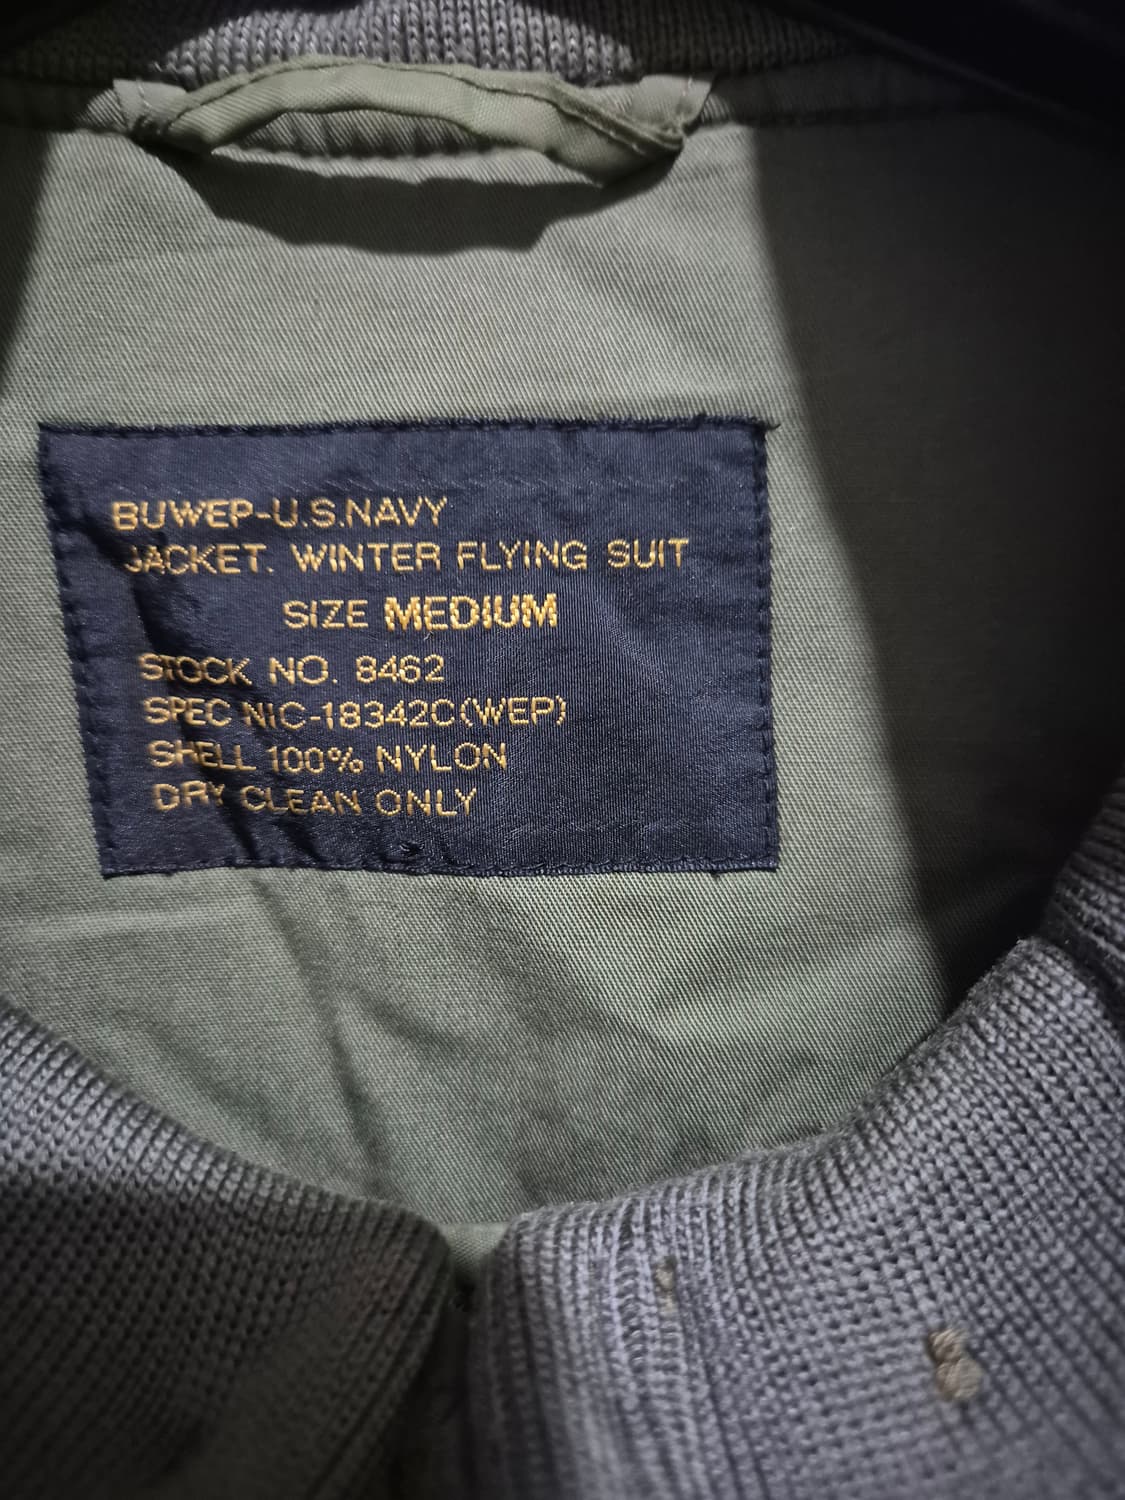 BUWEP-U.S.NAVY
JACKET. WINTER FLYING SUIT
SIZE MEDIUM
STOCK NO. 8462
SPEC NIC-18342C(WEP)
SHELL 100% NYLON
DRY CLEAN ONLY